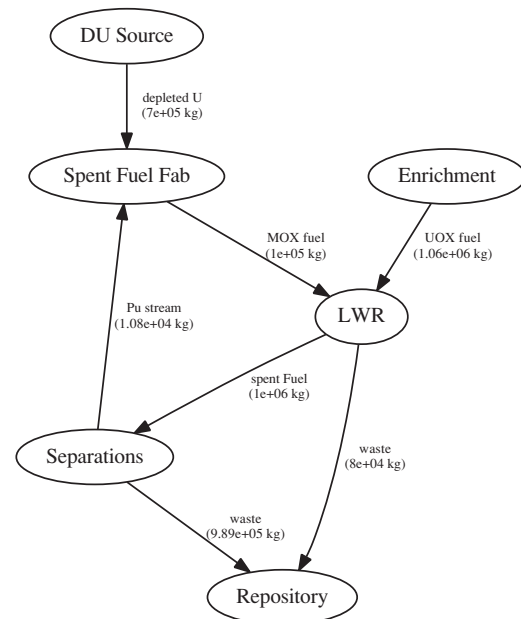 DU Source
depleted U
(7e+05 kg)
Spent Fuel Fab
Enrichment
MOX fuel
(1e+05 kg)
UOX fuel
(1.06e+06 kg)
Pu stream
(1.08e+04 kg)
LWR
spent Fuel
(1e+06 kg)
Separations
waste
(8e+04 kg)
waste
(9.89e+05 kg)
Repository